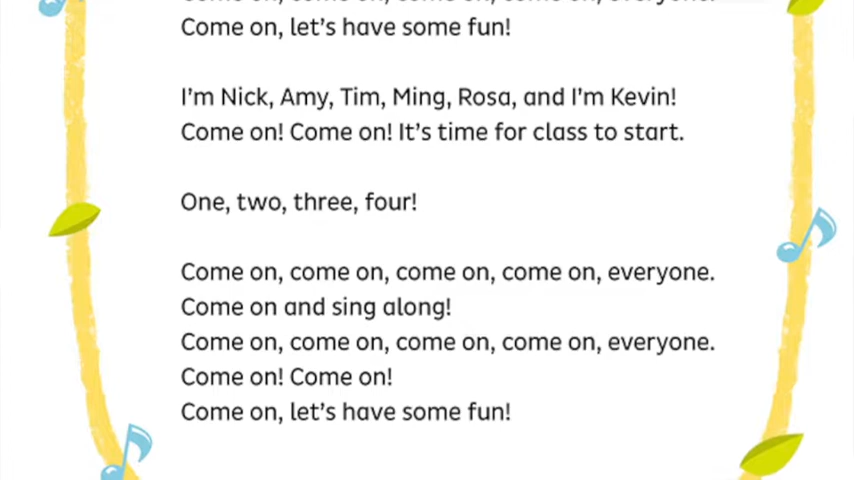 Come on, let's have some fun!
I'm Nick, Amy, Tim, Ming, Rosa, and I'm Kevin!
Come on! Come on! It's time for class to start.
One, two, three, four!
Come on, come on, come on, come on, everyone.
Come on and sing along!
Come on, come on, come on, come on, everyone.
Come on! Come on!
Come on, let's have some fun!